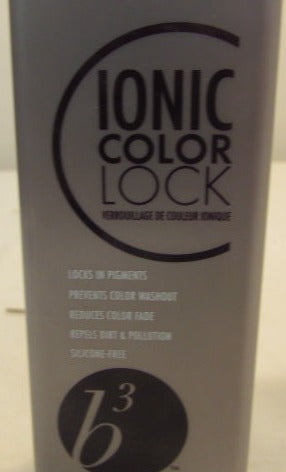 IONIC
COLOR
LOCK
VERROUILLAGE DE COULEUR IONIQUE
LOCKS IN PIGMENTS
PREVENTS COLOR WASHOUT
REDUCES COLOR FADE
REPELS DIRT & POLLUTION
SILICONE-FREE
b3